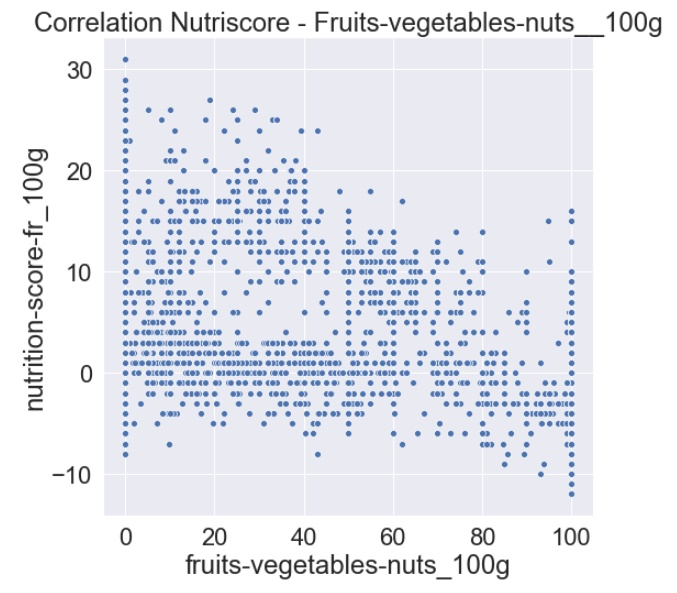 Correlation Nutriscore - Fruits-vegetables-nuts__100g
30
20
10
0
−10
nutrition-score-fr_100g
0 20 40 60 80 100
fruits-vegetables-nuts_100g